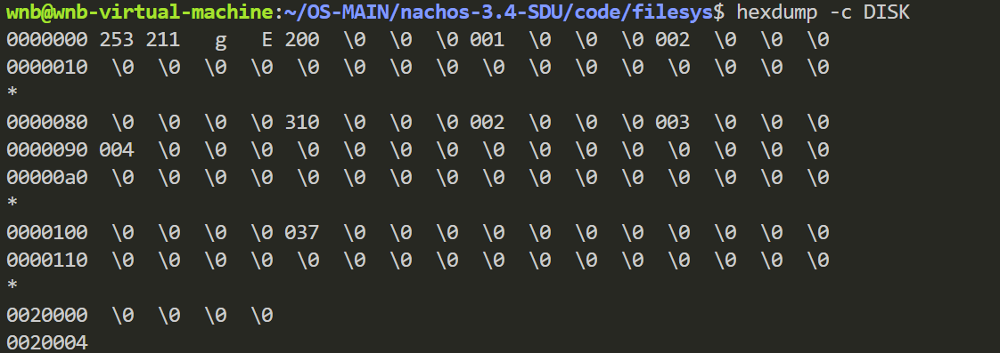 wnb@wnb-virtual-machine:~/OS-MAIN/nachos-3.4-SDU/code/filesys$ hexdump -c DISK
0000000 253 211   g   E 200  \0  \0  \0 001  \0  \0  \0 002  \0  \0  \0
0000010  \0  \0  \0  \0  \0  \0  \0  \0  \0  \0  \0  \0  \0  \0  \0  \0
*
0000080  \0  \0  \0  \0 310  \0  \0  \0 002  \0  \0  \0 003  \0  \0  \0
0000090 004  \0  \0  \0  \0  \0  \0  \0  \0  \0  \0  \0  \0  \0  \0  \0
00000a0  \0  \0  \0  \0  \0  \0  \0  \0  \0  \0  \0  \0  \0  \0  \0  \0
*
0000100  \0  \0  \0  \0 037  \0  \0  \0  \0  \0  \0  \0  \0  \0  \0  \0
0000110  \0  \0  \0  \0  \0  \0  \0  \0  \0  \0  \0  \0  \0  \0  \0  \0
*
0020000  \0  \0  \0  \0
0020004